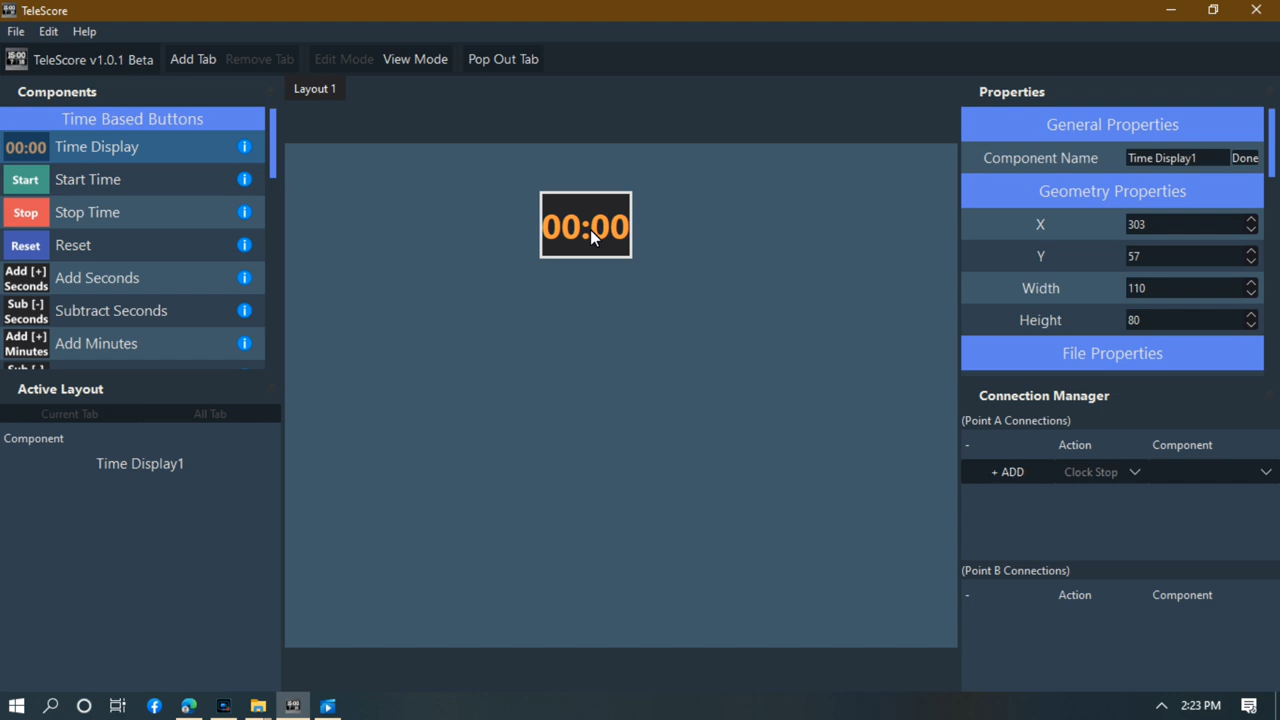 TeleScore
File Edit Help
TeleScore v1.0.1 Beta Add Tab Remove Tab Edit Mode View Mode Pop Out Tab
Components
Time Based Buttons
00:00 Time Display
Start Start Time
Stop Stop Time
Reset Reset
Add [+] Seconds Add Seconds
Sub [-] Seconds Subtract Seconds
Add [+] Minutes Add Minutes
Sub [-]
Active Layout
Current Tab All Tab
Component
Time Display1
Layout 1
00:00
Properties
General Properties
Component Name Time Display1 Done
Geometry Properties
X 303
Y 57
Width 110
Height 80
File Properties
Connection Manager
(Point A Connections)
- Action Component
+ ADD Clock Stop
(Point B Connections)
- Action Component
2:23 PM